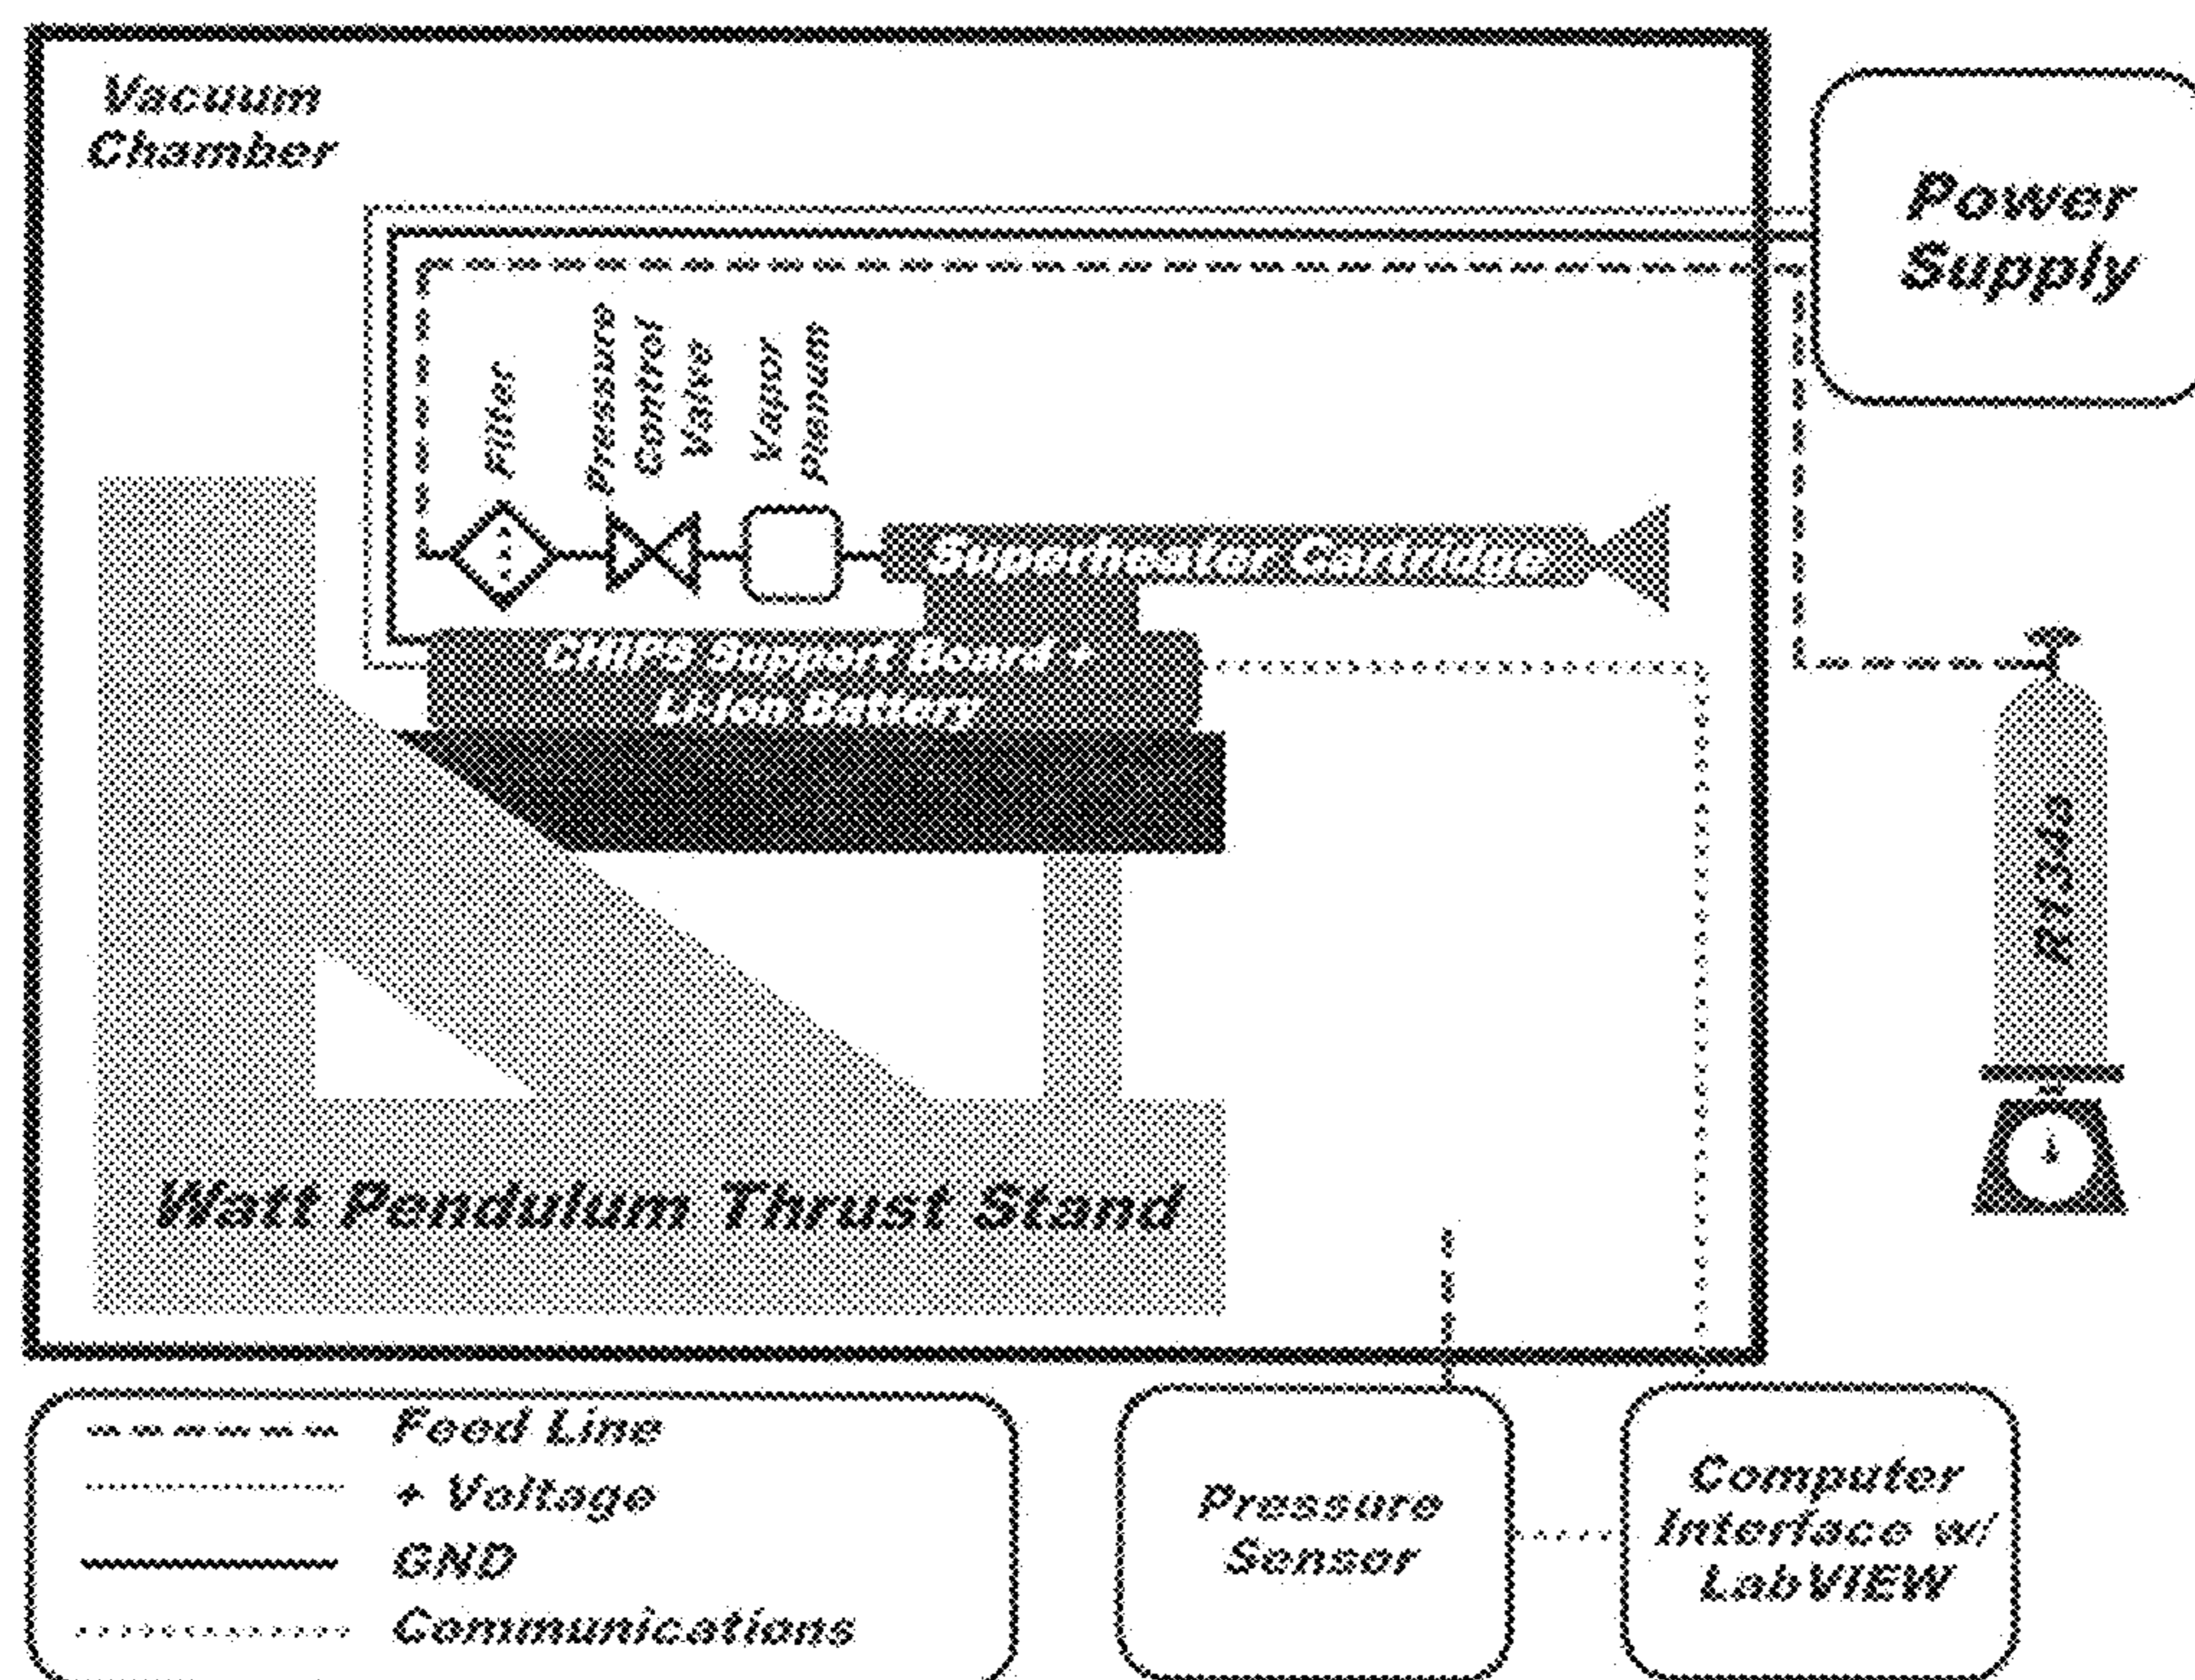 Vacuum
Chamber
Power
Supply
Filter
Pressure
Control
Valve
Vapor
Plenum
Superheater Cartridge
CHIPS Support Board +
Li-Ion Battery
R134a
Watt Pendulum Thrust Stand
Feed Line
+ Voltage
GND
Communications
Pressure
Sensor
Computer
Interface w/
LabVIEW